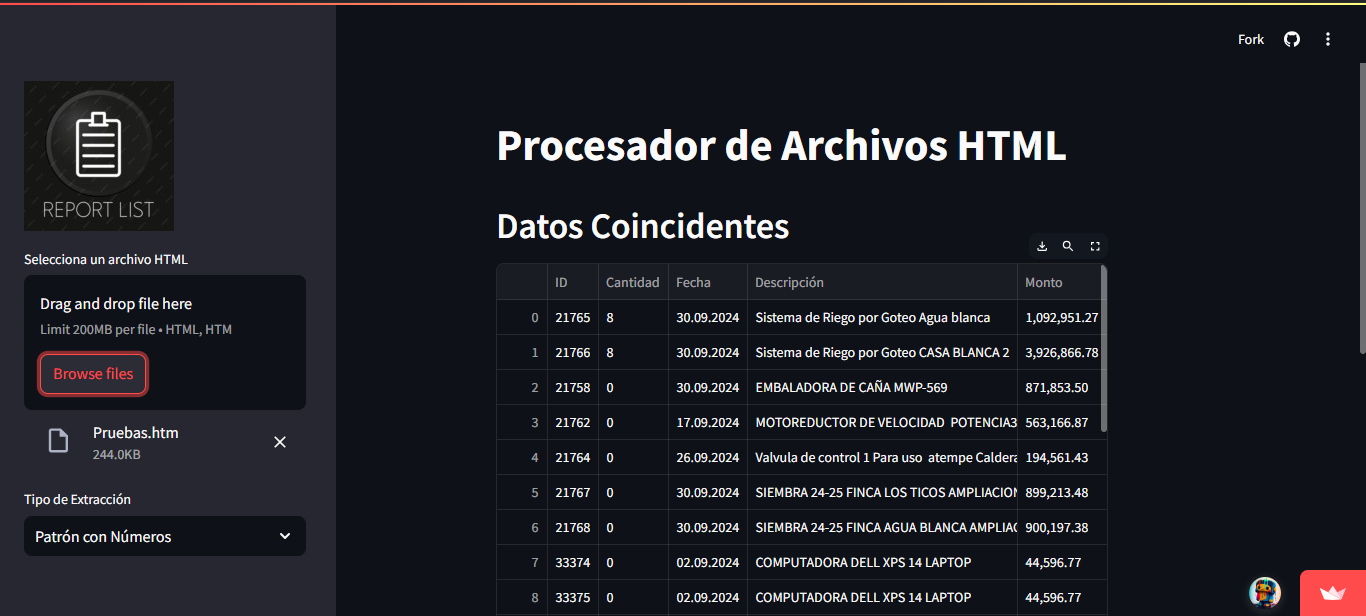 Fork
REPORT LIST
Selecciona un archivo HTML
Drag and drop file here
Limit 200MB per file • HTML, HTM
Browse files
Pruebas.htm
244.0KB
Tipo de Extracción
Patrón con Números
Procesador de Archivos HTML
Datos Coincidentes
ID Cantidad Fecha Descripción Monto
0 21765 8 30.09.2024 Sistema de Riego por Goteo Agua blanca 1,092,951.27
1 21766 8 30.09.2024 Sistema de Riego por Goteo CASA BLANCA 2 3,926,866.78
2 21758 0 30.09.2024 EMBALADORA DE CAÑA MWP-569 871,853.50
3 21762 0 17.09.2024 MOTOREDUCTOR DE VELOCIDAD POTENCIA3 563,166.87
4 21764 0 26.09.2024 Valvula de control 1 Para uso atempe Caldera 194,561.43
5 21767 0 30.09.2024 SIEMBRA 24-25 FINCA LOS TICOS AMPLIACION 899,213.48
6 21768 0 30.09.2024 SIEMBRA 24-25 FINCA AGUA BLANCA AMPLIAC 900,197.38
7 33374 0 02.09.2024 COMPUTADORA DELL XPS 14 LAPTOP 44,596.77
8 33375 0 02.09.2024 COMPUTADORA DELL XPS 14 LAPTOP 44,596.77